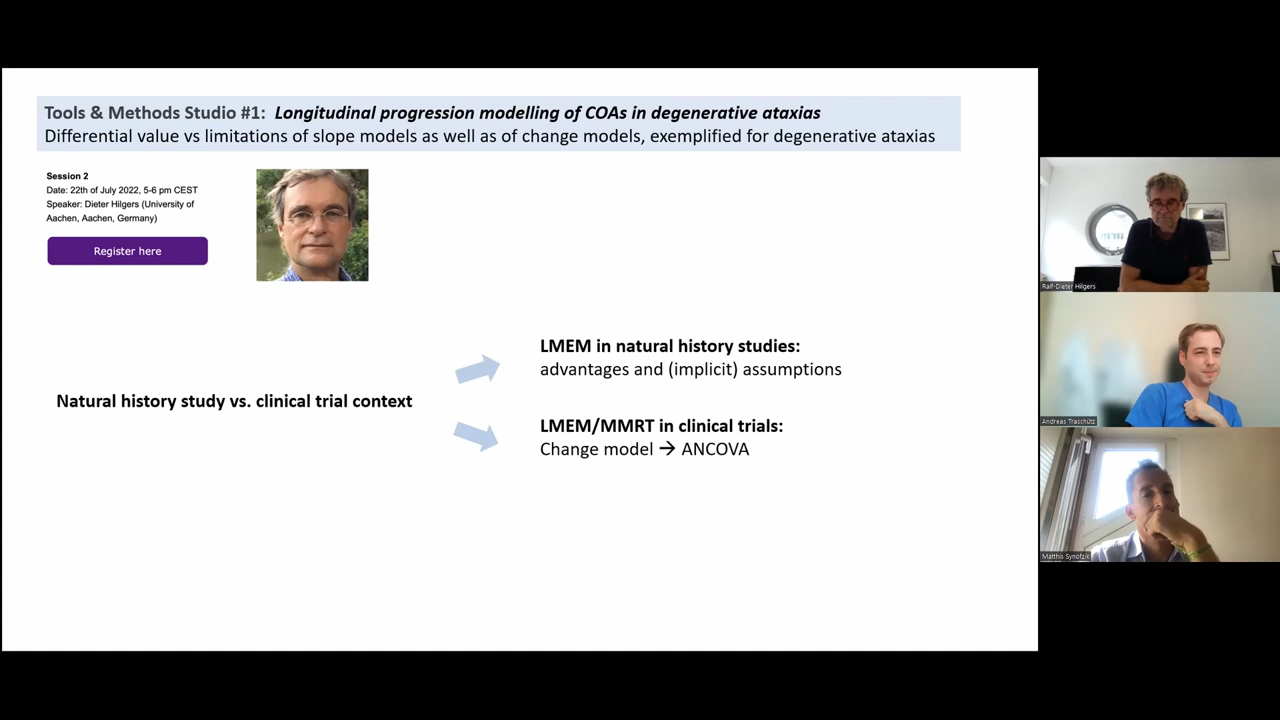 Tools & Methods Studio #1: Longitudinal progression modelling of COAs in degenerative ataxias
Differential value vs limitations of slope models as well as of change models, exemplified for degenerative ataxias
Session 2
Date: 22th of July 2022, 5-6 pm CEST
Speaker: Dieter Hilgers (University of
Aachen, Aachen, Germany)
Register here
LMEM in natural history studies:
advantages and (implicit) assumptions
Natural history study vs. clinical trial context
LMEM/MMRT in clinical trials:
Change model → ANCOVA
Ralf-Dieter Hilgers
Andreas Traschütz
Matthis Synofzik